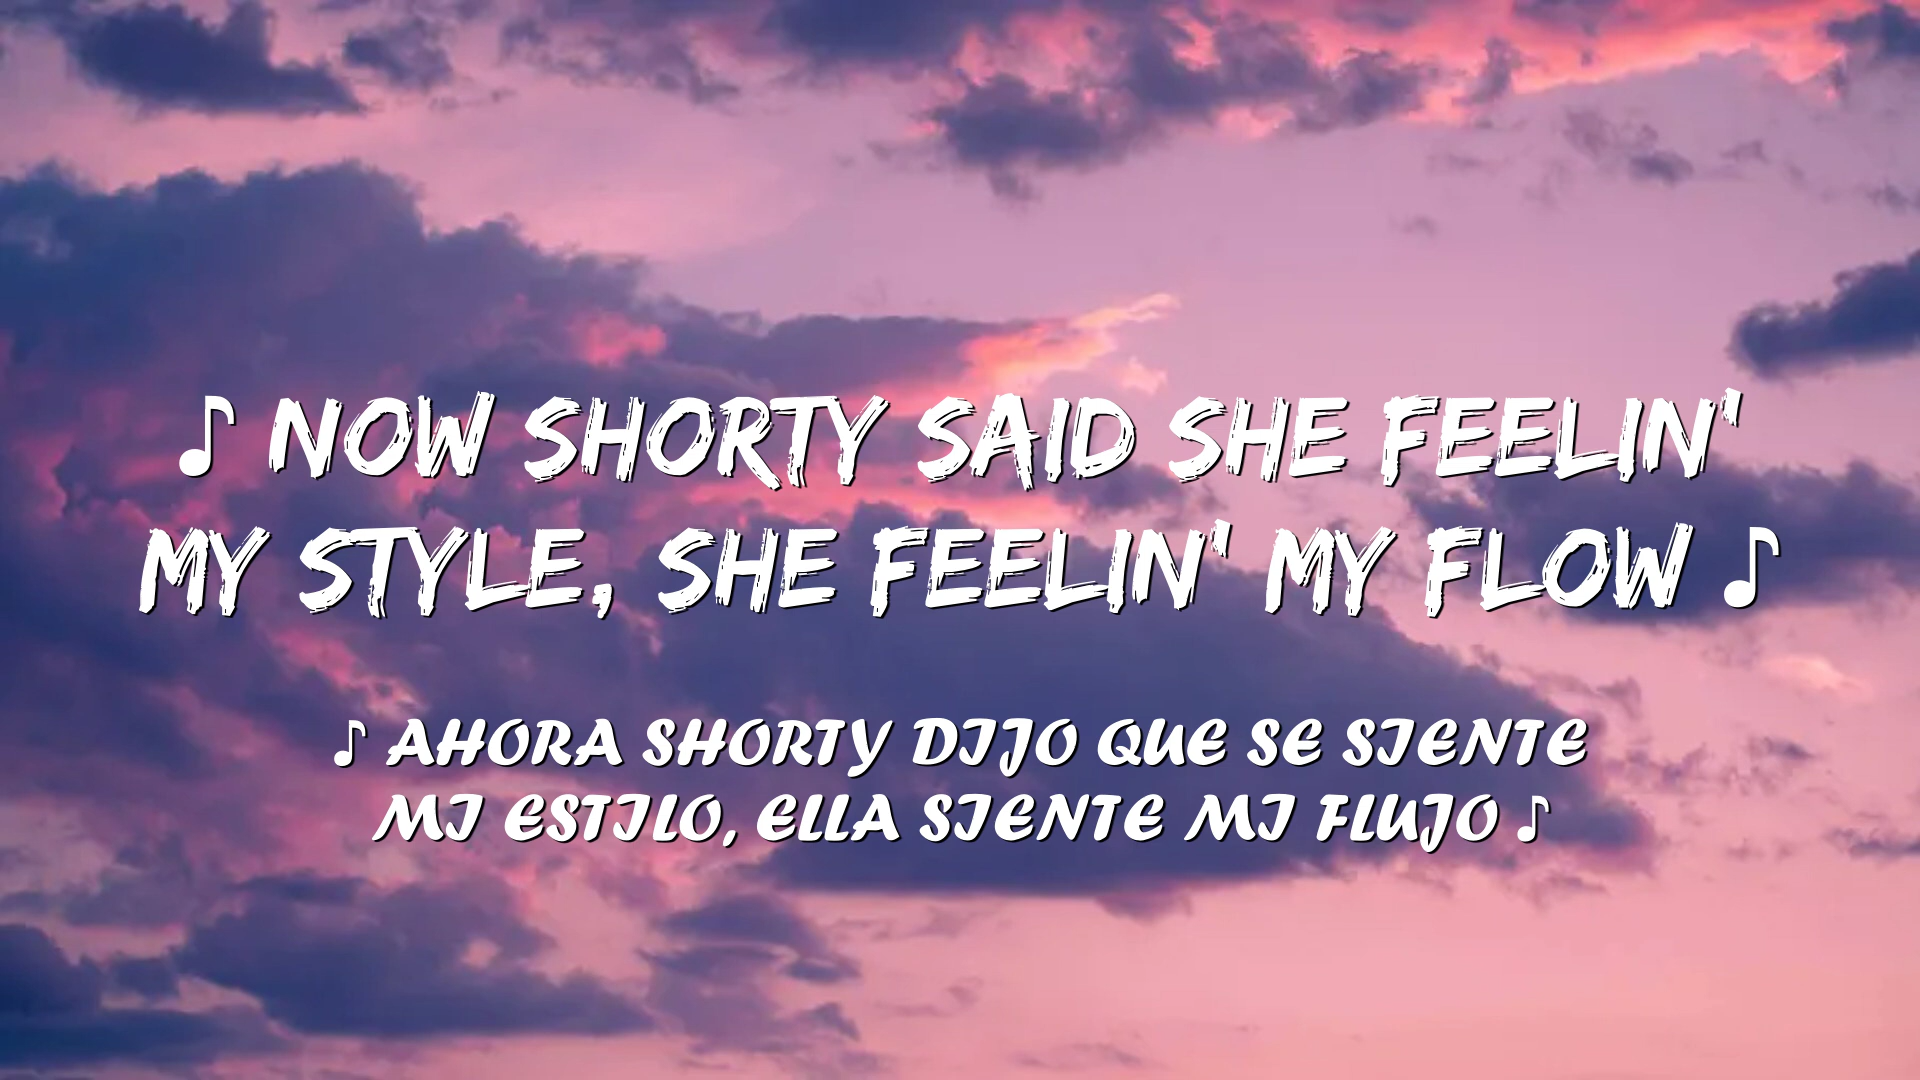 ♪ NOW SHORTY SAID SHE FEELIN'
MY STYLE, SHE FEELIN' MY FLOW ♪
♪ AHORA SHORTY DIJO QUE SE SIENTE
MI ESTILO, ELLA SIENTE MI FLUJO ♪